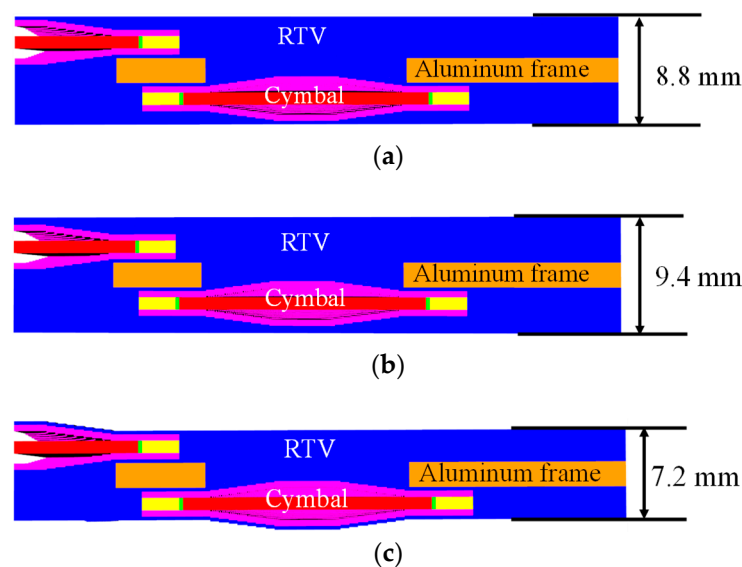 RTV
Aluminum frame
Cymbal
8.8 mm
(a)
RTV
Aluminum frame
Cymbal
9.4 mm
(b)
RTV
Aluminum frame
Cymbal
7.2 mm
(c)